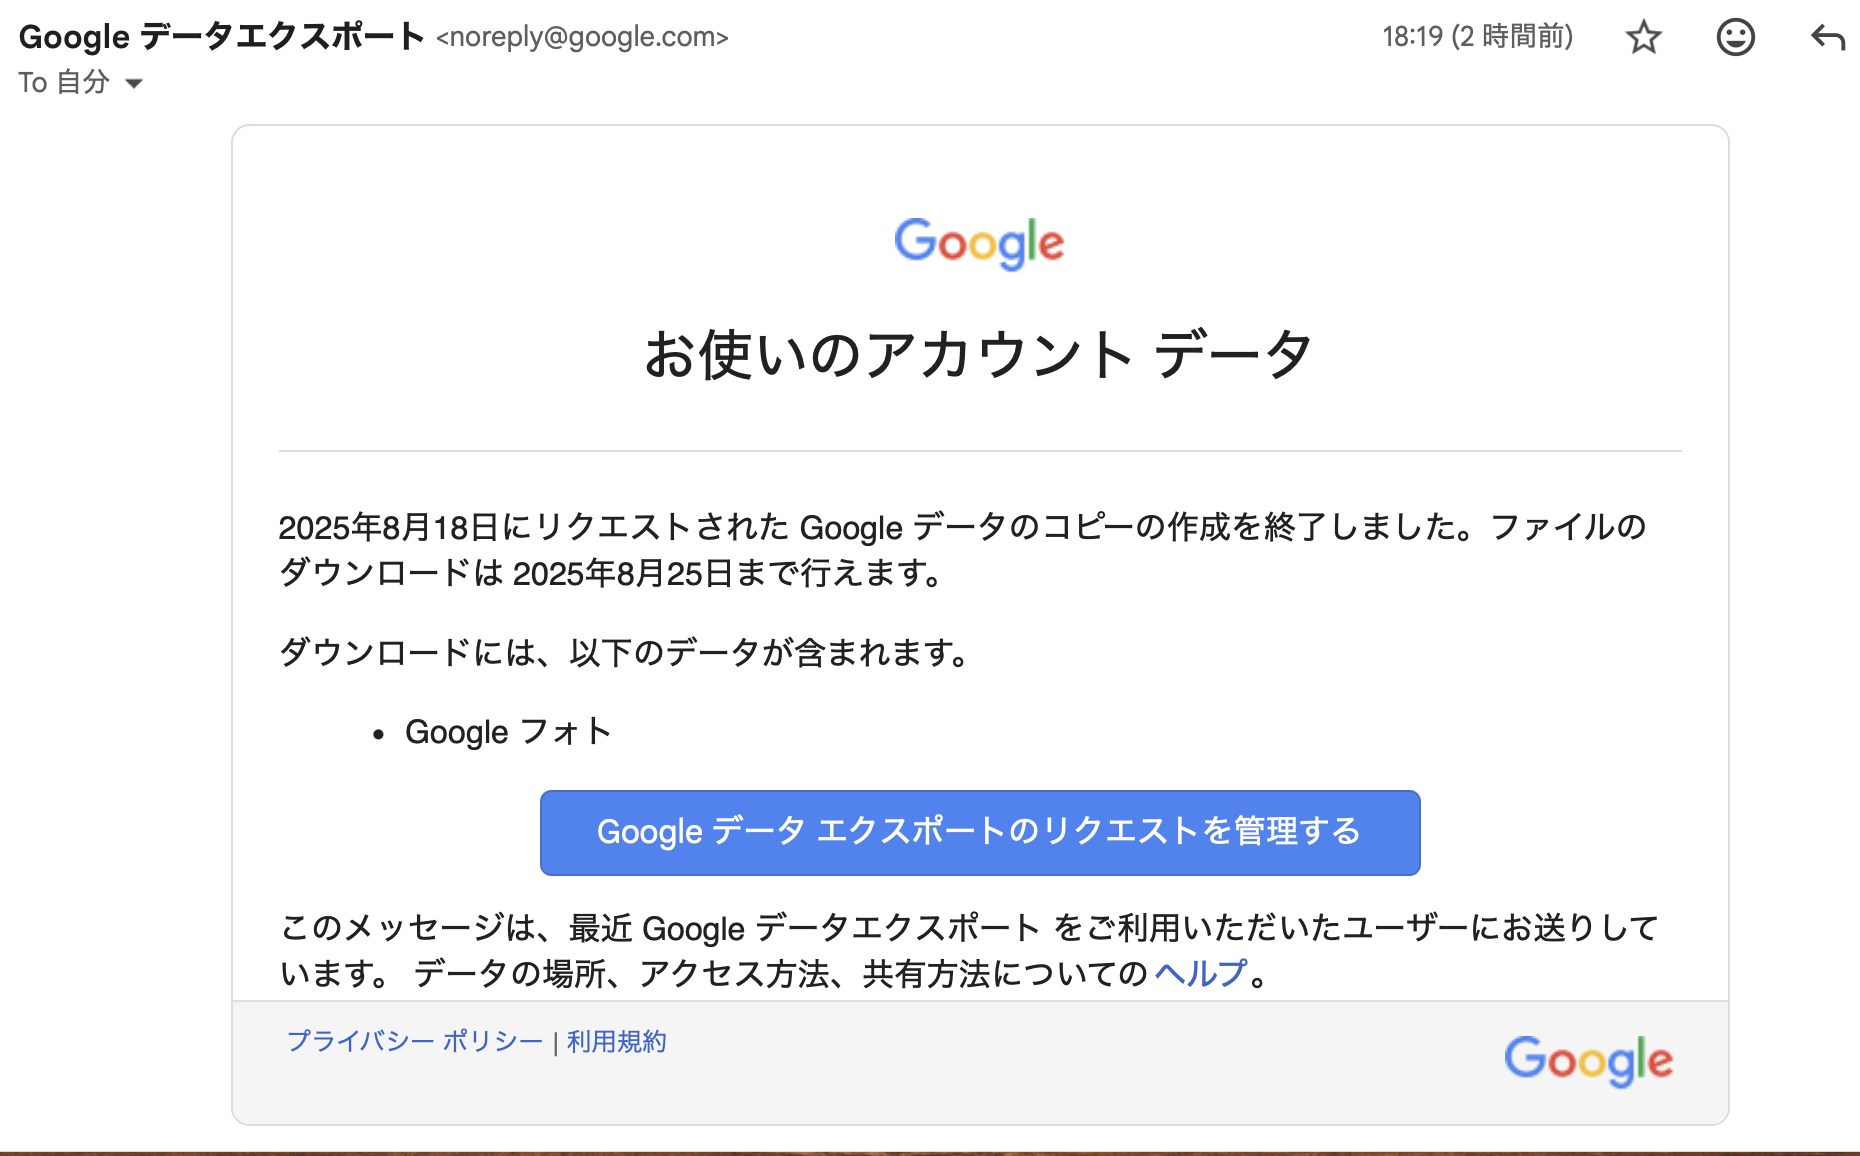 Google データエクスポート <noreply@google.com>
18:19 (2 時間前)
To 自分
Google
お使いのアカウント データ
2025年8月18日にリクエストされた Google データのコピーの作成を終了しました。ファイルの
ダウンロードは 2025年8月25日まで行えます。
ダウンロードには、以下のデータが含まれます。
• Google フォト
Google データ エクスポートのリクエストを管理する
このメッセージは、最近 Google データエクスポート をご利用いただいたユーザーにお送りして
います。 データの場所、アクセス方法、共有方法についてのヘルプ。
プライバシー ポリシー | 利用規約
Google